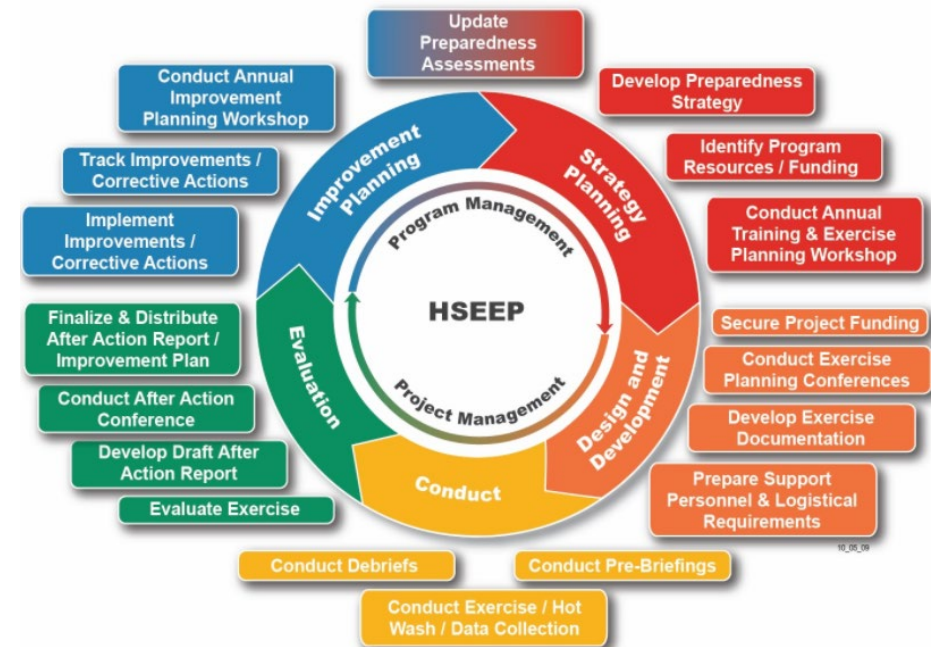 Update
Preparedness
Assessments
Develop Preparedness
Strategy
Identify Program
Resources / Funding
Conduct Annual
Training & Exercise
Planning Workshop
Secure Project Funding
Conduct Exercise
Planning Conferences
Develop Exercise
Documentation
Prepare Support
Personnel & Logistical
Requirements
10_05_09
Conduct Pre-Briefings
Conduct Exercise / Hot
Wash / Data Collection
Conduct Debriefs
Evaluate Exercise
Develop Draft After
Action Report
Conduct After Action
Conference
Finalize & Distribute
After Action Report /
Improvement Plan
Implement
Improvements /
Corrective Actions
Track Improvements /
Corrective Actions
Conduct Annual
Improvement
Planning Workshop
Improvement
Planning
Strategy
Planning
Design and
Development
Conduct
Evaluation
Program Management
HSEEP
Project Management